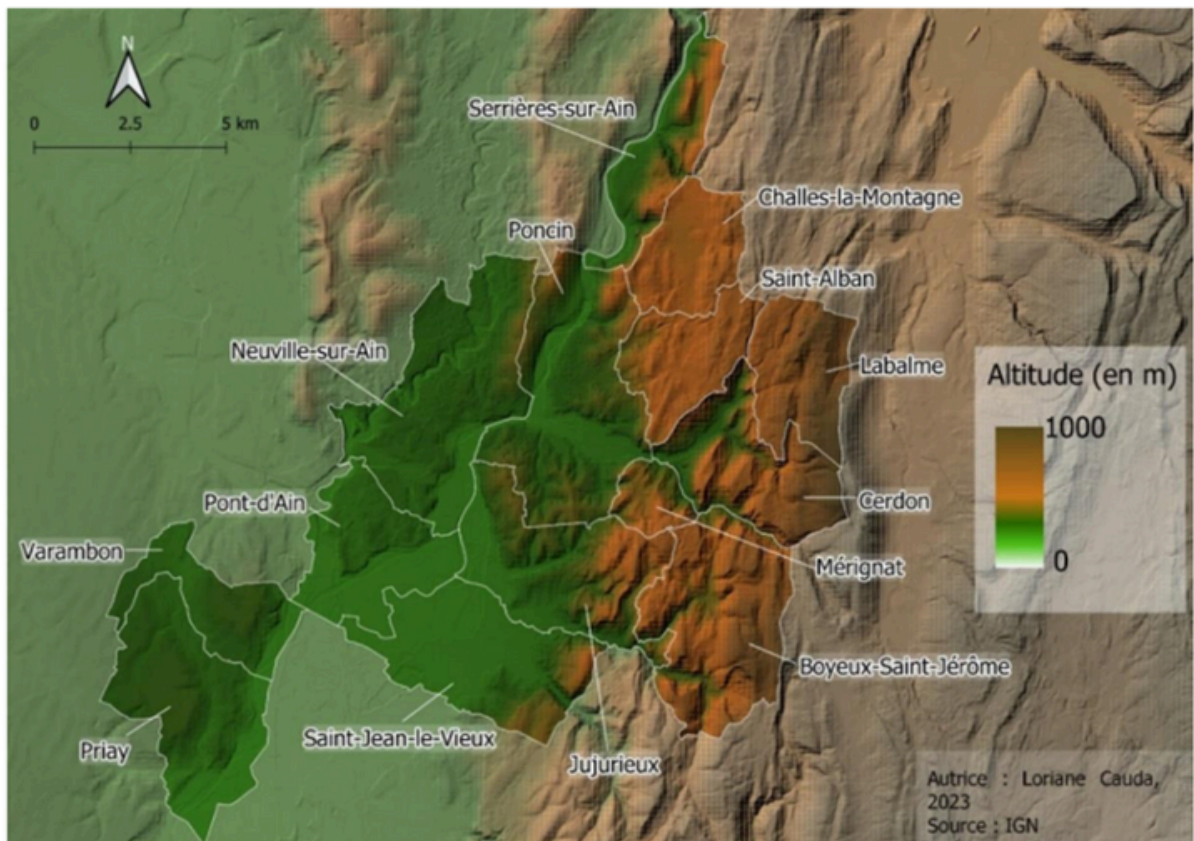 N
0 2.5 5 km
Serrières-sur-Ain
Challes-la-Montagne
Poncin
Saint-Alban
Neuville-sur-Ain
Labalme
Altitude (en m)
1000
0
Pont-d'Ain
Cerdon
Varambon
Mérignat
Boyeux-Saint-Jérôme
Saint-Jean-le-Vieux
Priay
Jujurieux
Autrice : Loriane Cauda,
2023
Source : IGN